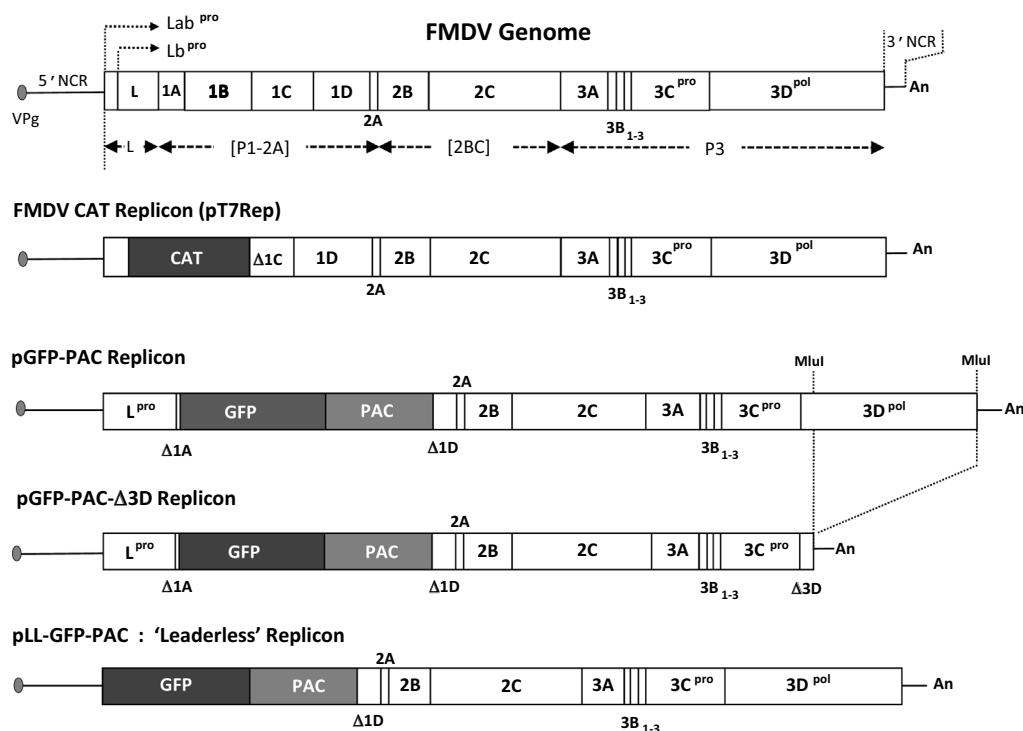 Lab pro
FMDV Genome
3 ' NCR
Lb pro
5 ' NCR
L 1A 1B 1C 1D 2B 2C 3A 3C pro 3D pol
An
VPg
2A
3B 1-3
L [P1-2A] [2BC] P3
FMDV CAT Replicon (pT7Rep)
CAT Δ1C 1D 2B 2C 3A 3C pro 3D pol An
2A
3B 1-3
pGFP-PAC Replicon
MluI MluI
2A
L pro GFP PAC 2B 2C 3A 3C pro 3D pol An
Δ1A Δ1D 3B 1-3
pGFP-PAC-Δ3D Replicon
2A
L pro GFP PAC 2B 2C 3A 3C pro An
Δ1A Δ1D 3B 1-3 Δ3D
pLL-GFP-PAC : ‘Leaderless’ Replicon
2A
GFP PAC 2B 2C 3A 3C pro 3D pol An
Δ1D 3B 1-3